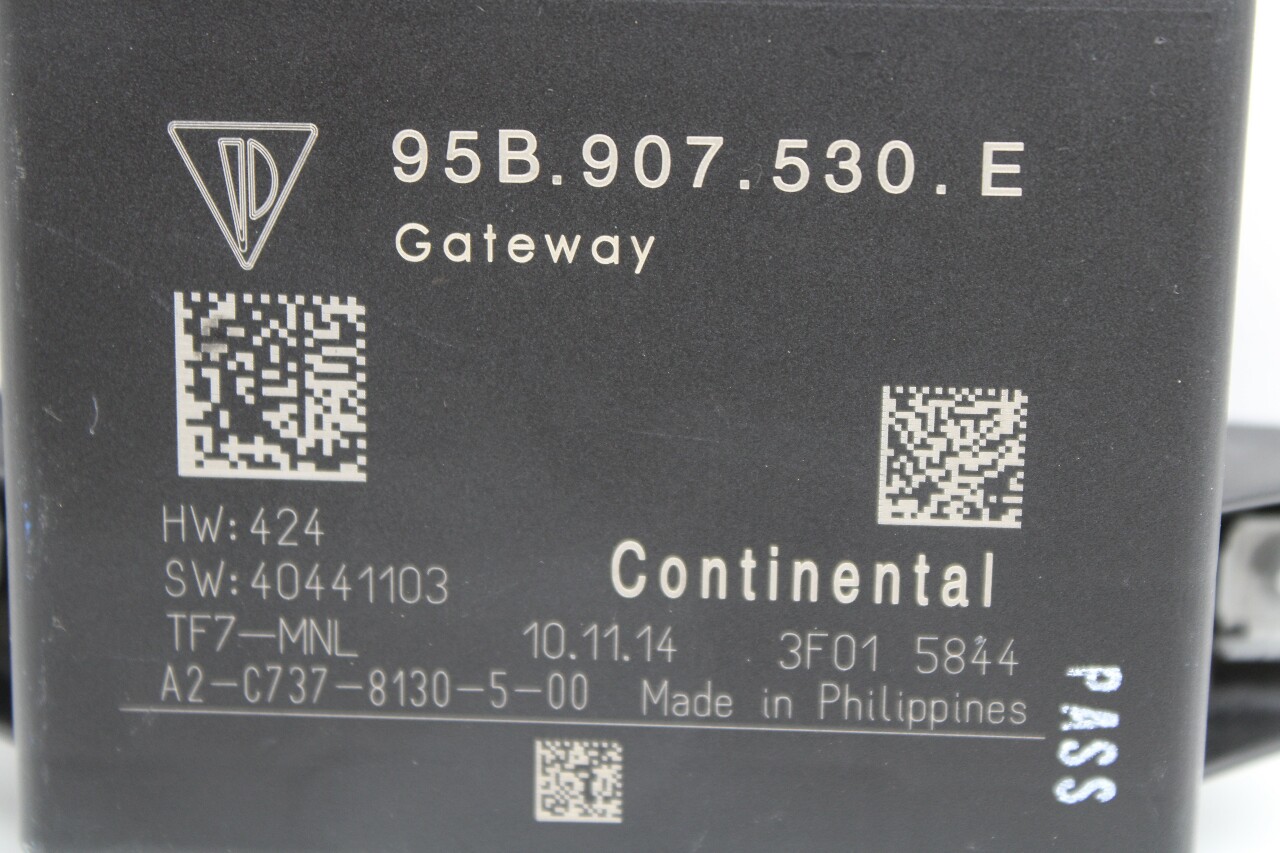 95B.907.530.E
Gateway
HW:424
SW:40441103
Continental
TF7-MNL 10.11.14 3F01 5844
A2-C737-8130-5-00 Made in Philippines
PASS